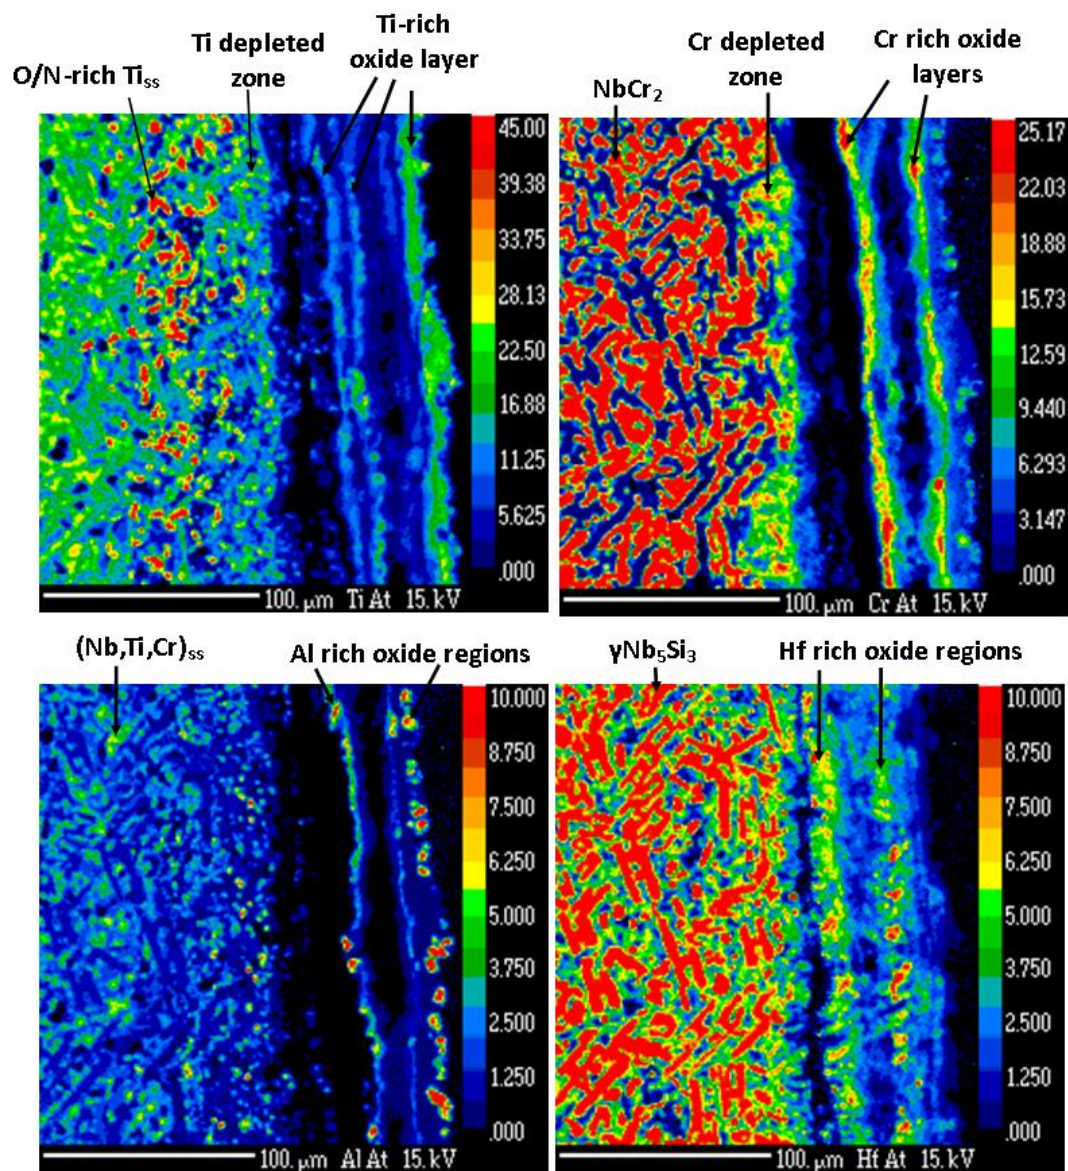 O/N-rich Tiss
Ti depleted
zone
Ti-rich
oxide layer
45.00
39.38
33.75
28.13
22.50
16.88
11.25
5.625
.000
100. µm Ti At 15. kV
NbCr2
Cr depleted
zone
Cr rich oxide
layers
25.17
22.03
18.88
15.73
12.59
9.440
6.293
3.147
.000
100. µm Cr At 15. kV
(Nb,Ti,Cr)ss
Al rich oxide regions
10.000
8.750
7.500
6.250
5.000
3.750
2.500
1.250
.000
100. µm Al At 15. kV
γNb5Si3
Hf rich oxide regions
10.000
8.750
7.500
6.250
5.000
3.750
2.500
1.250
.000
100. µm Hf At 15. kV